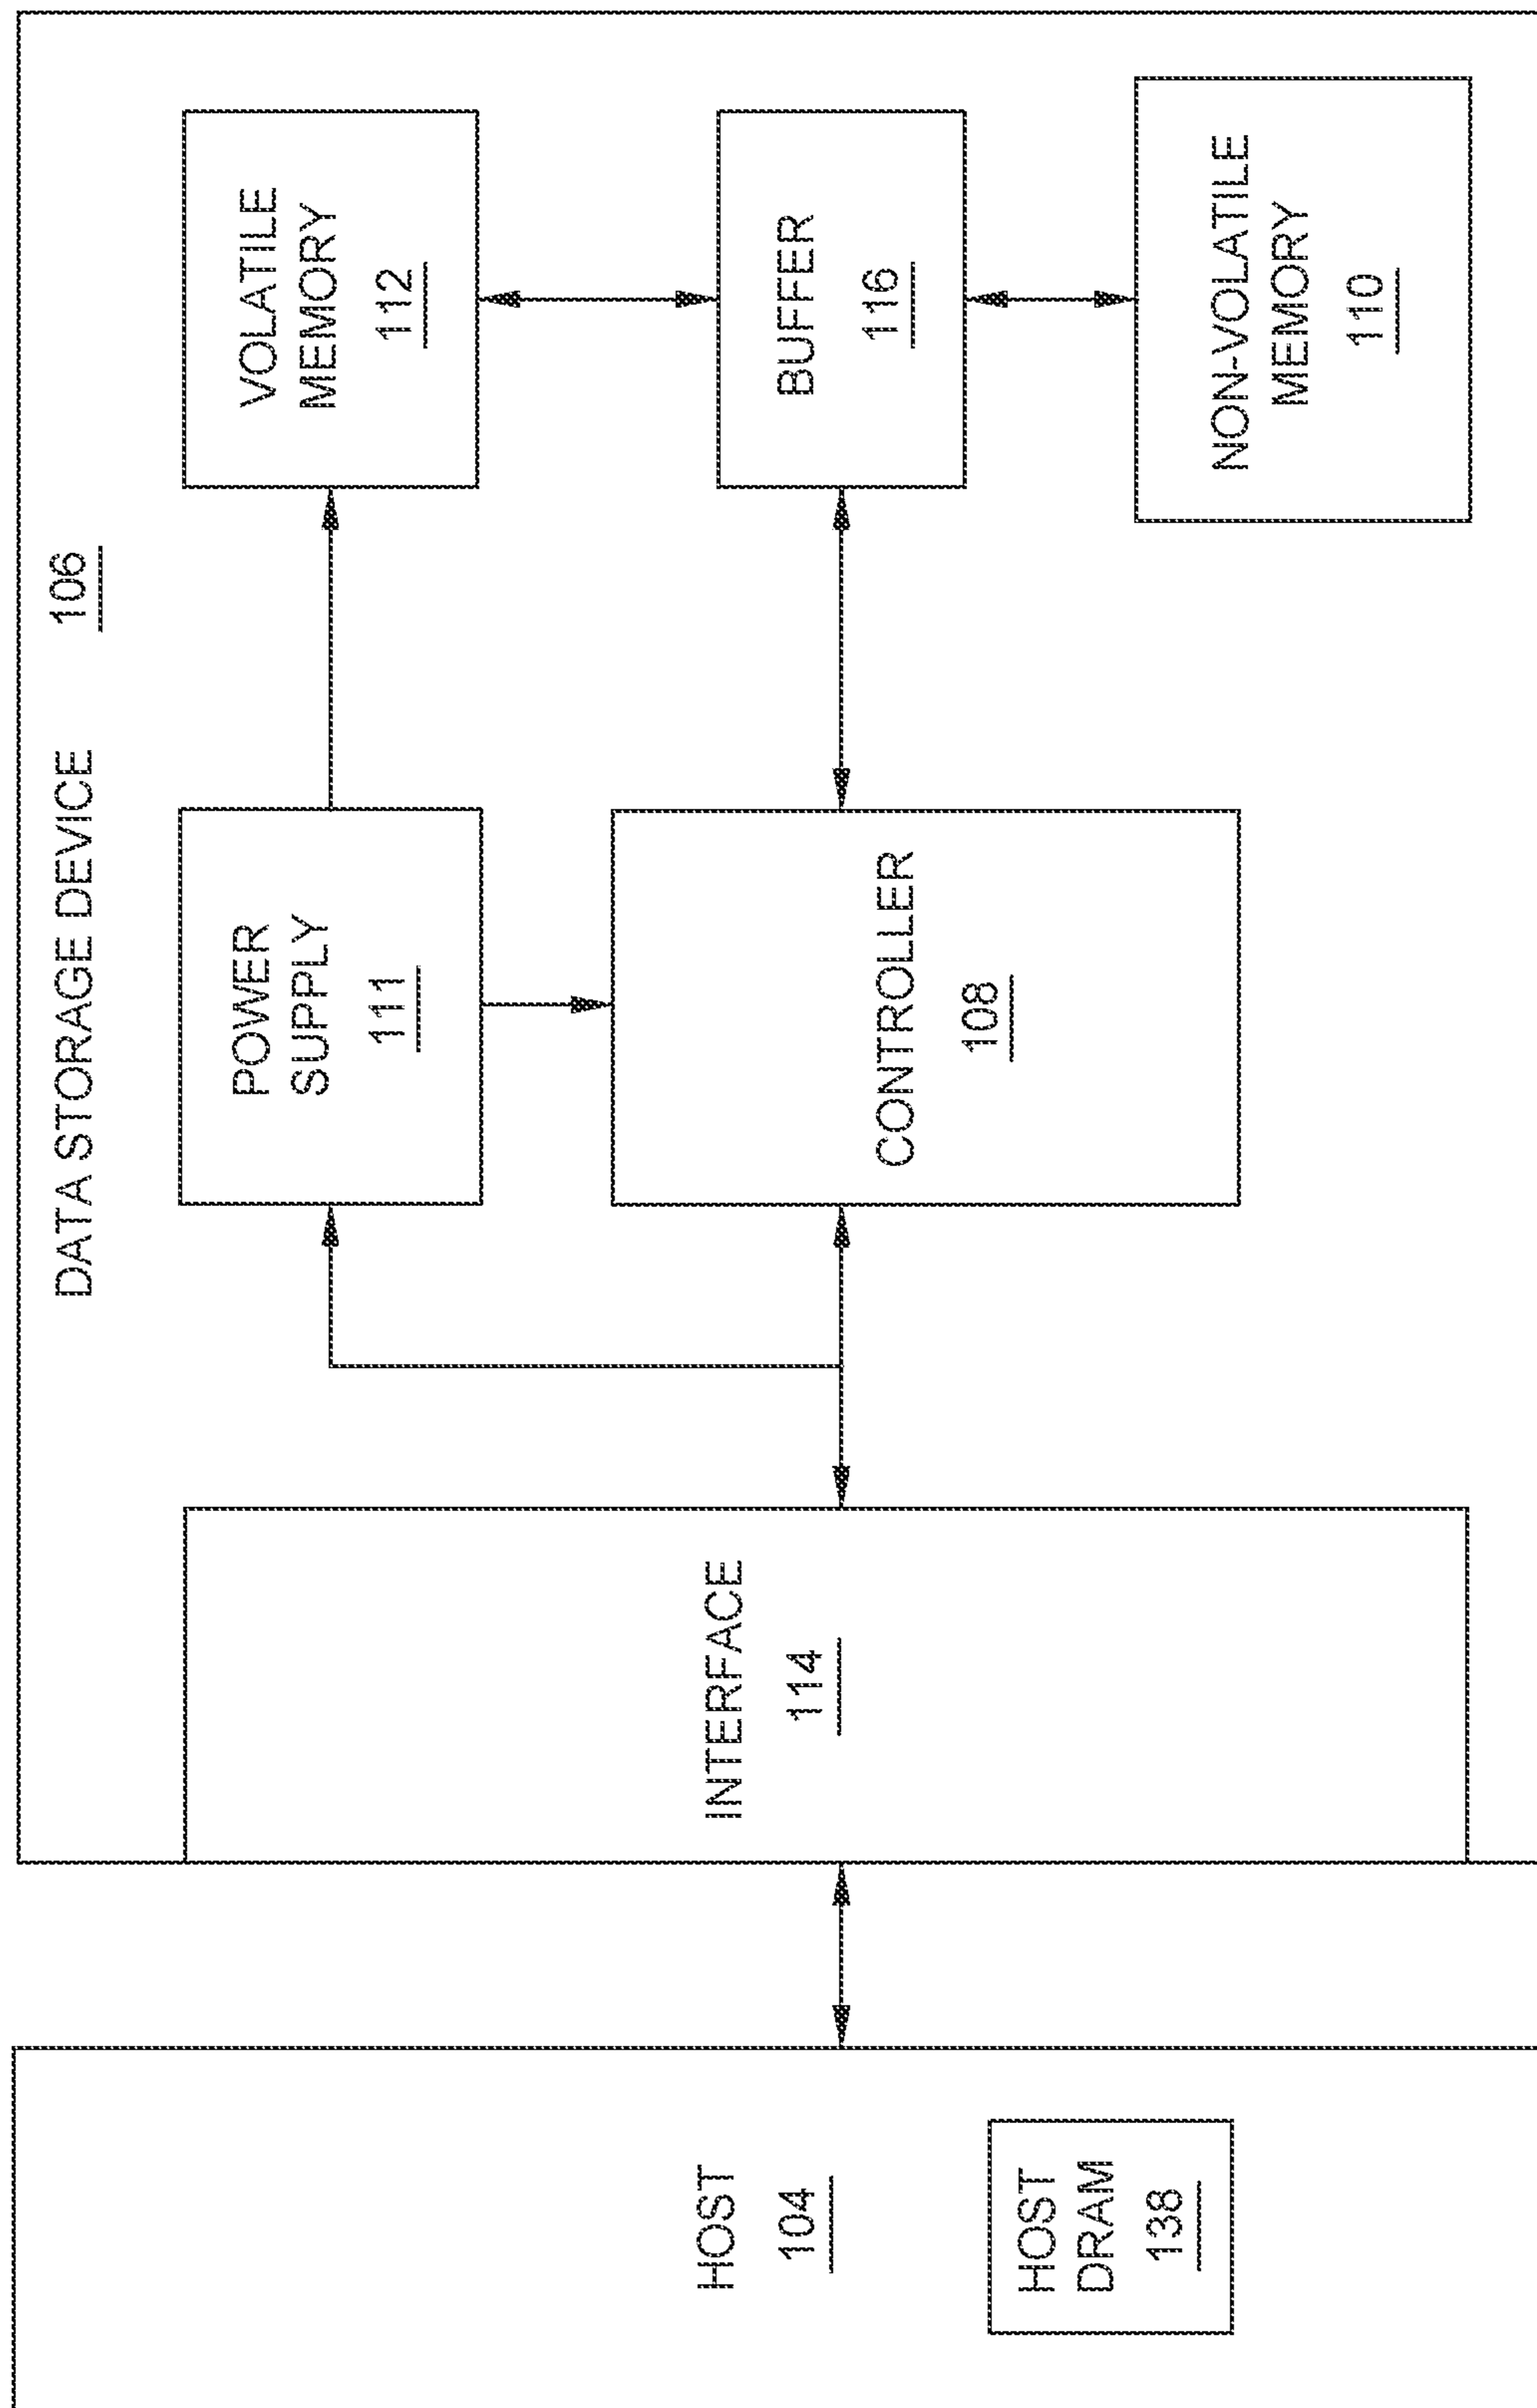 DATA STORAGE DEVICE 106
HOST
104
HOST
DRAM
138
INTERFACE
114
POWER
SUPPLY
111
CONTROLLER
108
VOLATILE
MEMORY
112
BUFFER
116
NON-VOLATILE
MEMORY
110